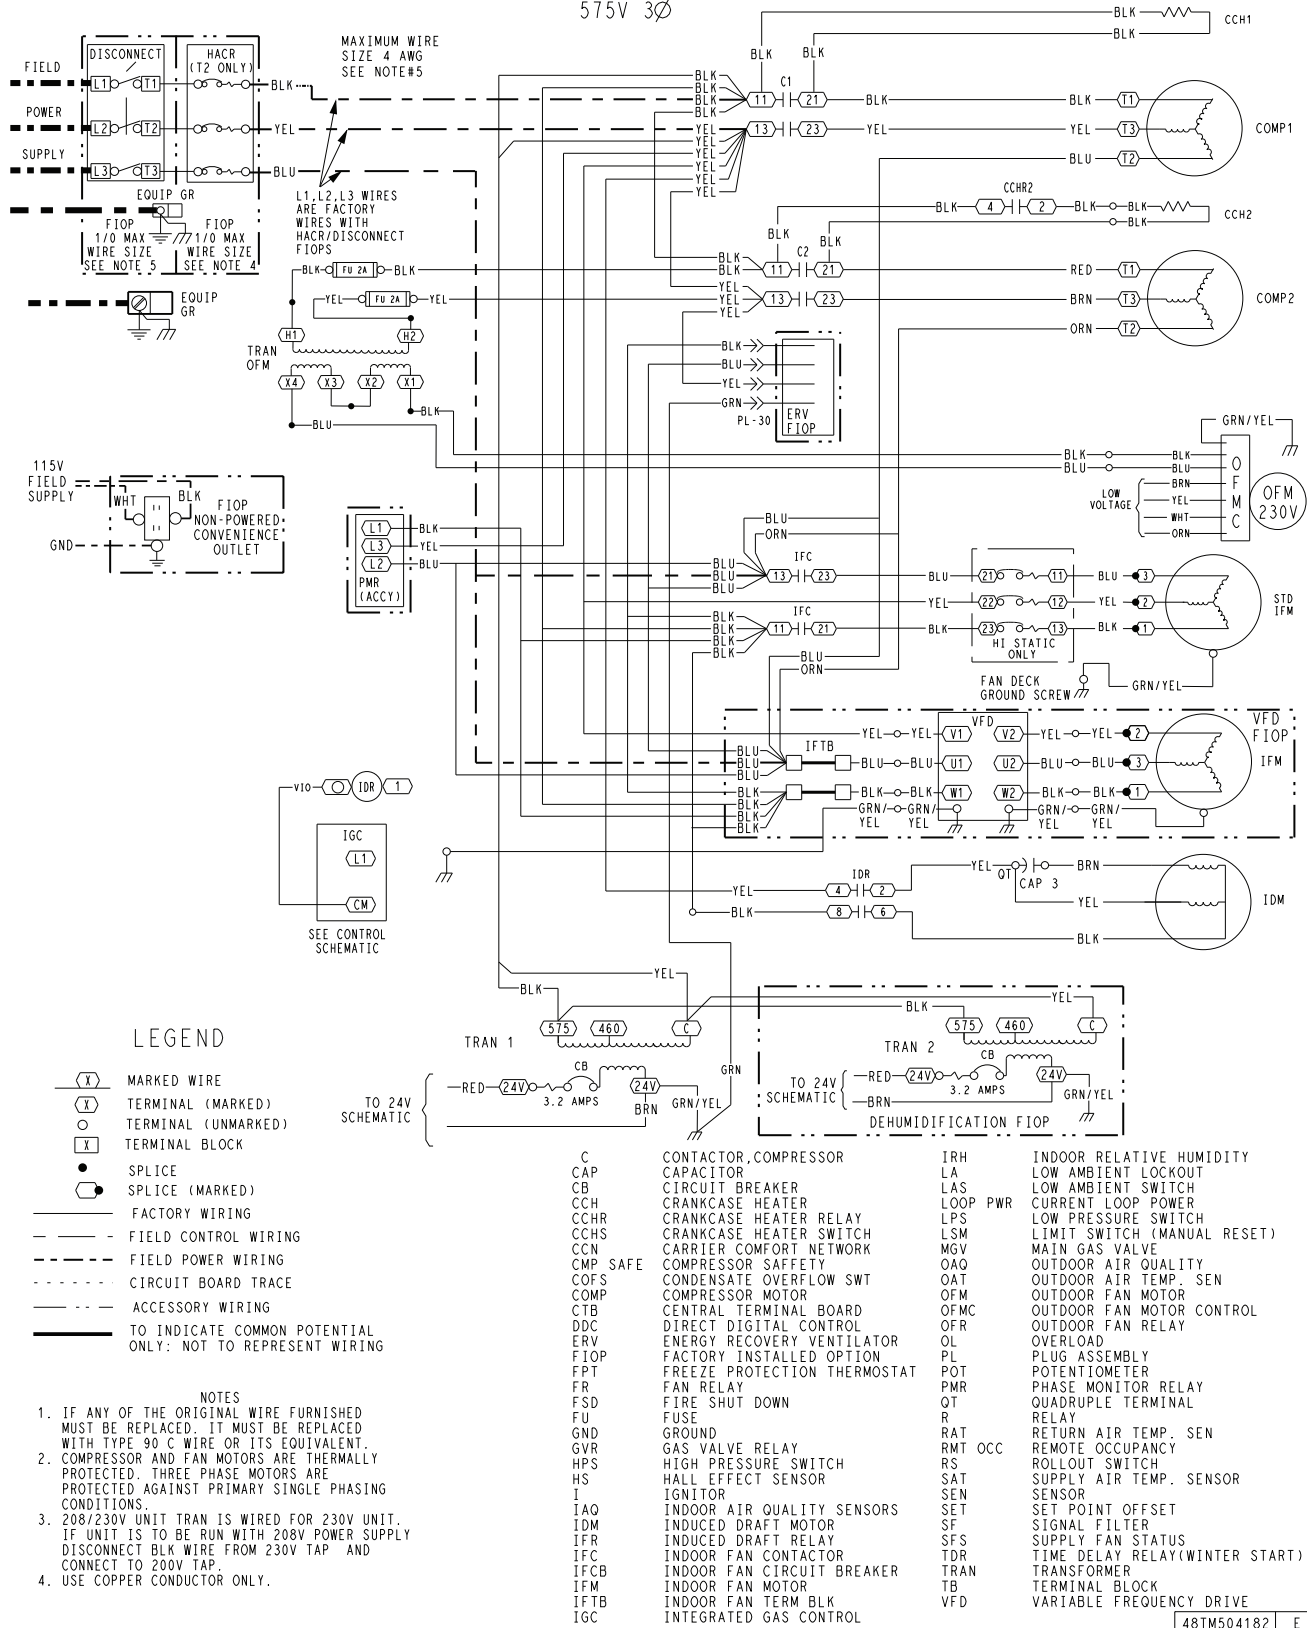 575V 3Ø
DISCONNECT
HACR
(T2 ONLY)
FIELD
POWER
SUPPLY
L1 T1
L2 T2
L3 T3
BLK
YEL
BLU
MAXIMUM WIRE
SIZE 4 AWG
SEE NOTE#5
EQUIP GR
FIOP
1/0 MAX
WIRE SIZE
SEE NOTE 5
FIOP
1/0 MAX
WIRE SIZE
SEE NOTE 4
L1,L2,L3 WIRES
ARE FACTORY
WIRES WITH
HACR/DISCONNECT
FIOPS
EQUIP
GR
BLK FU 2A BLK
YEL FU 2A YEL
H1 H2
TRAN
OFM
X4 X3 X2 X1
BLK
BLU
BLK CCH1
BLK
BLK BLK
BLK
BLK
BLK
BLK
11 C1 21 BLK BLK T1
YEL
YEL
YEL
YEL
YEL
YEL
13 23 YEL YEL T3 COMP1
BLU T2
CCHR2
BLK 4 2 BLK CCH2
BLK
BLK BLK
BLK
BLK
11 C2 21 RED T1
YEL
YEL
YEL
13 23 BRN T3 COMP2
ORN T2
BLK
BLU
YEL
GRN
PL-30
ERV
FIOP
GRN/YEL
BLK BLK
BLU BLU
LOW
VOLTAGE
BRN
YEL
WHT
ORN
O
F
M
C
OFM
230V
115V
FIELD
SUPPLY
WHT BLK
GND
FIOP
NON-POWERED
CONVENIENCE
OUTLET
L1 BLK
L3 YEL
L2 BLU
PMR
(ACCY)
BLU
ORN
BLU
BLU
BLU
13 IFC 23 BLU 21 11 BLU 3
YEL 22 12 YEL 2
STD
IFM
BLK
BLK
BLK
BLK
11 IFC 21 BLK 23 13 BLK 1
HI STATIC
ONLY
BLU
ORN
FAN DECK
GROUND SCREW
GRN/YEL
VFD
FIOP
VFD
IFTB
YEL YEL V1 V2 YEL YEL 2
BLU
BLU
BLU
BLU BLU U1 U2 BLU BLU 3
IFM
BLK
BLK
BLK
BLK
BLK BLK W1 W2 BLK BLK 1
GRN/
YEL
GRN/
YEL
GRN/
YEL
GRN/
YEL
VIO IDR 1
IGC
L1
CM
SEE CONTROL
SCHEMATIC
YEL 4 IDR 2
BLK 8 6
YEL QT CAP 3 BRN
YEL
BLK
IDM
YEL
BLK
575 460 C
TRAN 1
TO 24V
SCHEMATIC
RED 24V CB 24V
3.2 AMPS
BRN
GRN/YEL
GRN
BLK
YEL
575 460 C
TRAN 2
TO 24V
SCHEMATIC
RED 24V CB 24V
3.2 AMPS
BRN
GRN/YEL
DEHUMIDIFICATION FIOP
LEGEND
X MARKED WIRE
X TERMINAL (MARKED)
TERMINAL (UNMARKED)
X TERMINAL BLOCK
SPLICE
SPLICE (MARKED)
FACTORY WIRING
FIELD CONTROL WIRING
FIELD POWER WIRING
CIRCUIT BOARD TRACE
ACCESSORY WIRING
TO INDICATE COMMON POTENTIAL
ONLY: NOT TO REPRESENT WIRING
NOTES
1. IF ANY OF THE ORIGINAL WIRE FURNISHED
MUST BE REPLACED. IT MUST BE REPLACED
WITH TYPE 90 C WIRE OR ITS EQUIVALENT.
2. COMPRESSOR AND FAN MOTORS ARE THERMALLY
PROTECTED. THREE PHASE MOTORS ARE
PROTECTED AGAINST PRIMARY SINGLE PHASING
CONDITIONS.
3. 208/230V UNIT TRAN IS WIRED FOR 230V UNIT.
IF UNIT IS TO BE RUN WITH 208V POWER SUPPLY
DISCONNECT BLK WIRE FROM 230V TAP AND
CONNECT TO 200V TAP.
4. USE COPPER CONDUCTOR ONLY.
C CONTACTOR,COMPRESSOR
CAP CAPACITOR
CB CIRCUIT BREAKER
CCH CRANKCASE HEATER
CCHR CRANKCASE HEATER RELAY
CCHS CRANKCASE HEATER SWITCH
CCN CARRIER COMFORT NETWORK
CMP SAFE COMPRESSOR SAFFETY
COFS CONDENSATE OVERFLOW SWT
COMP COMPRESSOR MOTOR
CTB CENTRAL TERMINAL BOARD
DDC DIRECT DIGITAL CONTROL
ERV ENERGY RECOVERY VENTILATOR
FIOP FACTORY INSTALLED OPTION
FPT FREEZE PROTECTION THERMOSTAT
FR FAN RELAY
FSD FIRE SHUT DOWN
FU FUSE
GND GROUND
GVR GAS VALVE RELAY
HPS HIGH PRESSURE SWITCH
HS HALL EFFECT SENSOR
I IGNITOR
IAQ INDOOR AIR QUALITY SENSORS
IDM INDUCED DRAFT MOTOR
IFR INDUCED DRAFT RELAY
IFC INDOOR FAN CONTACTOR
IFCB INDOOR FAN CIRCUIT BREAKER
IFM INDOOR FAN MOTOR
IFTB INDOOR FAN TERM BLK
IGC INTEGRATED GAS CONTROL
IRH INDOOR RELATIVE HUMIDITY
LA LOW AMBIENT LOCKOUT
LAS LOW AMBIENT SWITCH
LOOP PWR CURRENT LOOP POWER
LPS LOW PRESSURE SWITCH
LSM LIMIT SWITCH (MANUAL RESET)
MGV MAIN GAS VALVE
OAQ OUTDOOR AIR QUALITY
OAT OUTDOOR AIR TEMP. SEN
OFM OUTDOOR FAN MOTOR
OFMC OUTDOOR FAN MOTOR CONTROL
OFR OUTDOOR FAN RELAY
OL OVERLOAD
PL PLUG ASSEMBLY
POT POTENTIOMETER
PMR PHASE MONITOR RELAY
QT QUADRUPLE TERMINAL
R RELAY
RAT RETURN AIR TEMP. SEN
RMT OCC REMOTE OCCUPANCY
RS ROLLOUT SWITCH
SAT SUPPLY AIR TEMP. SENSOR
SEN SENSOR
SET SET POINT OFFSET
SF SIGNAL FILTER
SFS SUPPLY FAN STATUS
TDR TIME DELAY RELAY(WINTER START)
TRAN TRANSFORMER
TB TERMINAL BLOCK
VFD VARIABLE FREQUENCY DRIVE
48TM504182 E